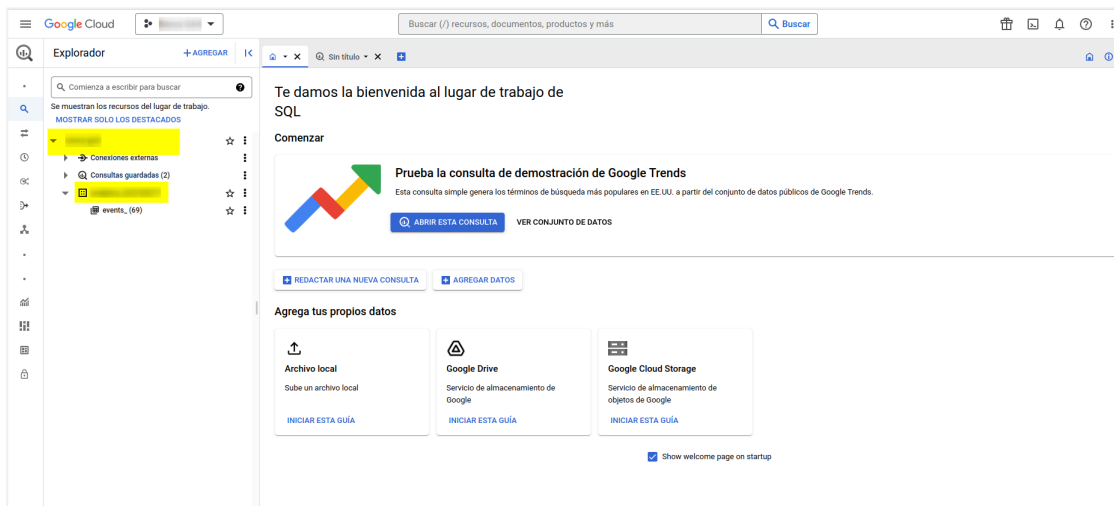 Google Cloud
Buscar (/) recursos, documentos, productos y más
Buscar
Explorador
+ AGREGAR
Sin título
Comienza a escribir para buscar
Se muestran los recursos del lugar de trabajo.
MOSTRAR SOLO LOS DESTACADOS
Conexiones externas
Consultas guardadas (2)
events_ (69)
Te damos la bienvenida al lugar de trabajo de
SQL
Comenzar
Prueba la consulta de demostración de Google Trends
Esta consulta simple genera los términos de búsqueda más populares en EE.UU. a partir del conjunto de datos públicos de Google Trends.
ABRIR ESTA CONSULTA
VER CONJUNTO DE DATOS
REDACTAR UNA NUEVA CONSULTA
AGREGAR DATOS
Agrega tus propios datos
Archivo local
Sube un archivo local
INICIAR ESTA GUÍA
Google Drive
Servicio de almacenamiento de
Google
INICIAR ESTA GUÍA
Google Cloud Storage
Servicio de almacenamiento de
objetos de Google
INICIAR ESTA GUÍA
Show welcome page on startup